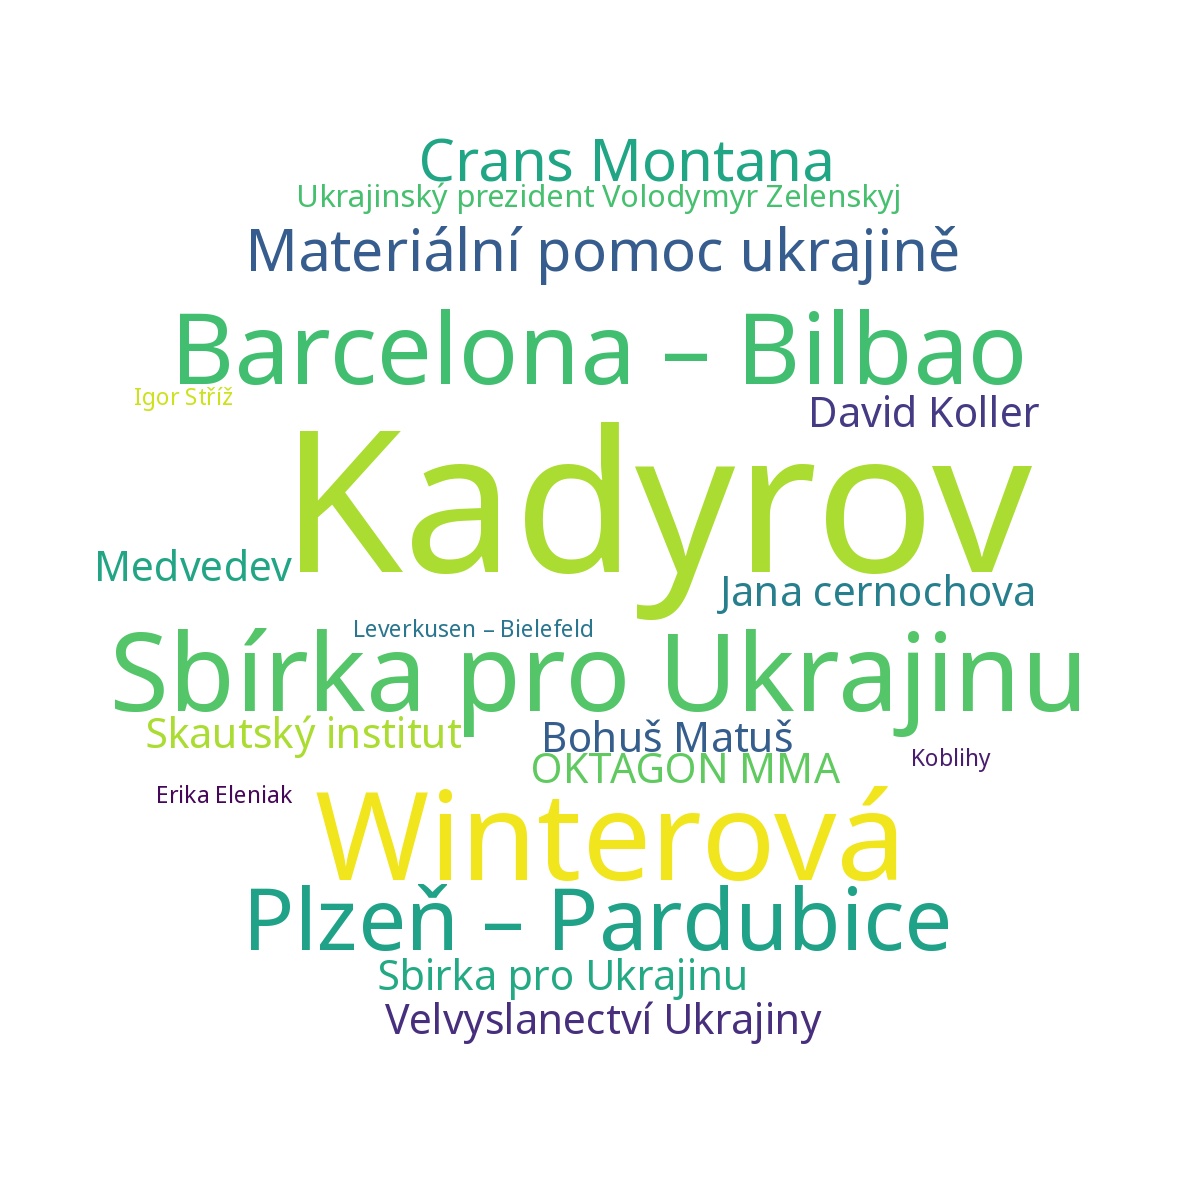 Crans Montana
Ukrajinský prezident Volodymyr Zelenskyj
Materiální pomoc ukrajině
Barcelona – Bilbao
Igor Stříž
David Koller
Kadyrov
Medvedev
Jana cernochova
Leverkusen – Bielefeld
Sbírka pro Ukrajinu
Skautský institut
Bohuš Matuš
OKTAGON MMA
Koblihy
Erika Eleniak
Winterová
Plzeň – Pardubice
Sbirka pro Ukrajinu
Velvyslanectví Ukrajiny